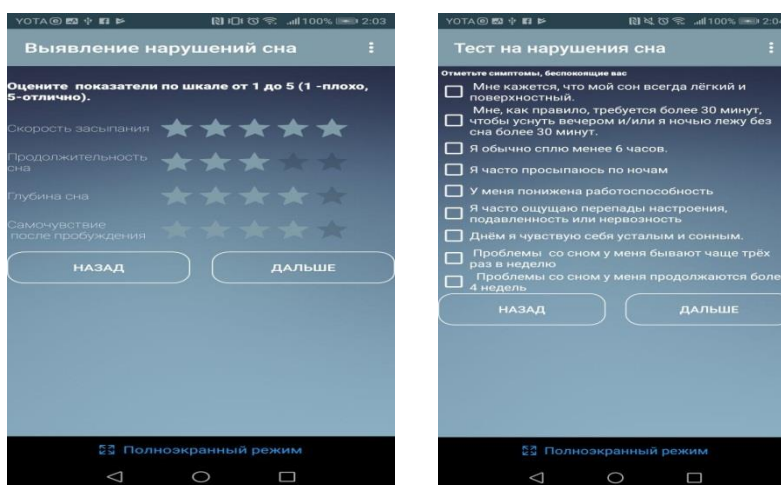 YOTA 100% 2:03
Выявление нарушений сна
Оцените показатели по шкале от 1 до 5 (1 -плохо,
5-отлично).
Скорость засыпания
Продолжительность
сна
Глубина сна
Самочувствие
после пробуждения
НАЗАД ДАЛЬШЕ
Полноэкранный режим
YOTA 100% 2:04
Тест на нарушения сна
Отметьте симптомы, беспокоящие вас
Мне кажется, что мой сон всегда лёгкий и
поверхностный.
Мне, как правило, требуется более 30 минут,
чтобы уснуть вечером и/или я ночью лежу без
сна более 30 минут.
Я обычно сплю менее 6 часов.
Я часто просыпаюсь по ночам
У меня понижена работоспособность
Я часто ощущаю перепады настроения,
подавленность или нервозность
Днём я чувствую себя усталым и сонным.
Проблемы со сном у меня бывают чаще трёх
раз в неделю
Проблемы со сном у меня продолжаются боле
4 недель
НАЗАД ДАЛЬШЕ
Полноэкранный режим